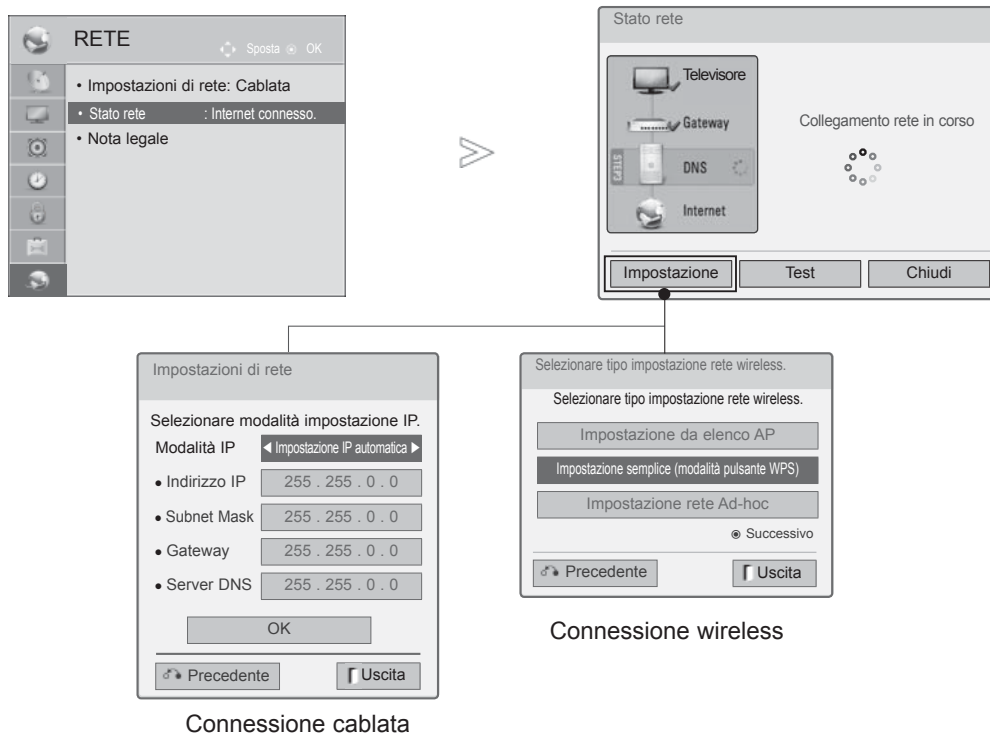 RETE
Sposta OK
• Impostazioni di rete: Cablata
• Stato rete : Internet connesso.
• Nota legale
Stato rete
Televisore
Gateway
STEP3
DNS
Internet
Collegamento rete in corso
Impostazione Test Chiudi
Impostazioni di rete
Selezionare modalità impostazione IP.
Modalità IP ◀ Impostazione IP automatica ▶
• Indirizzo IP 255 . 255 . 0 . 0
• Subnet Mask 255 . 255 . 0 . 0
• Gateway 255 . 255 . 0 . 0
• Server DNS 255 . 255 . 0 . 0
OK
Precedente Uscita
Connessione cablata
Selezionare tipo impostazione rete wireless.
Selezionare tipo impostazione rete wireless.
Impostazione da elenco AP
Impostazione semplice (modalità pulsante WPS)
Impostazione rete Ad-hoc
◉ Successivo
Precedente Uscita
Connessione wireless